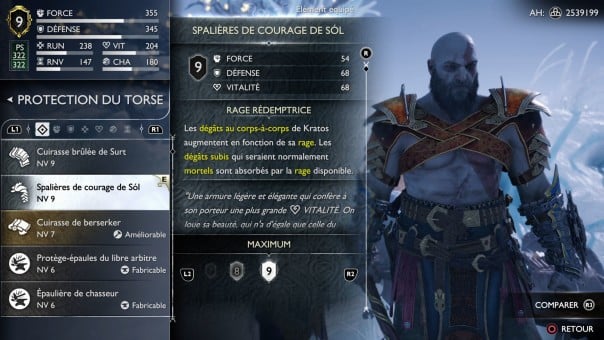 Élément équipé
9
FORCE 355
DÉFENSE 345
PS
322
322
RUN 238
VIT 204
RNV 147
CHA 180
AH: 2539199
PROTECTION DU TORSE
L1
R1
Cuirasse brûlée de Surt
NV 9
Spalières de courage de Sól
NV 9
E
Cuirasse de berserker
NV 7
Améliorable
Protège-épaules du libre arbitre
NV 6
Fabricable
Épaulière de chasseur
NV 6
Fabricable
SPALIÈRES DE COURAGE DE SÓL
9
FORCE 54
DÉFENSE 68
VITALITÉ 68
R
RAGE RÉDEMPTRICE
Les dégâts au corps-à-corps de Kratos
augmentent en fonction de sa rage. Les
dégâts subis qui seraient normalement
mortels sont absorbés par la rage disponible.
"Une armure légère et élégante qui confère à
son porteur une plus grande VITALITÉ. On
loue sa beauté, qui n'a d'égale que celle du
MAXIMUM
L2
8
9
R2
COMPARER R3
RETOUR